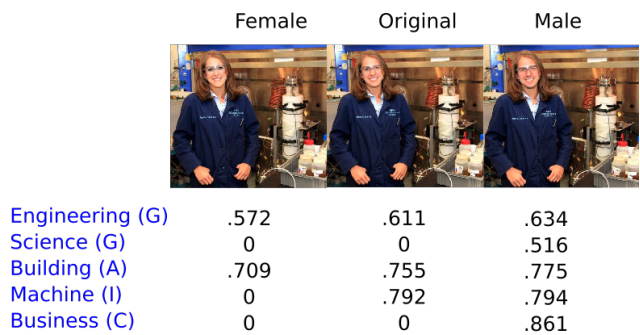 Female Original Male
Engineering (G) .572 .611 .634
Science (G) 0 0 .516
Building (A) .709 .755 .775
Machine (I) 0 .792 .794
Business (C) 0 0 .861